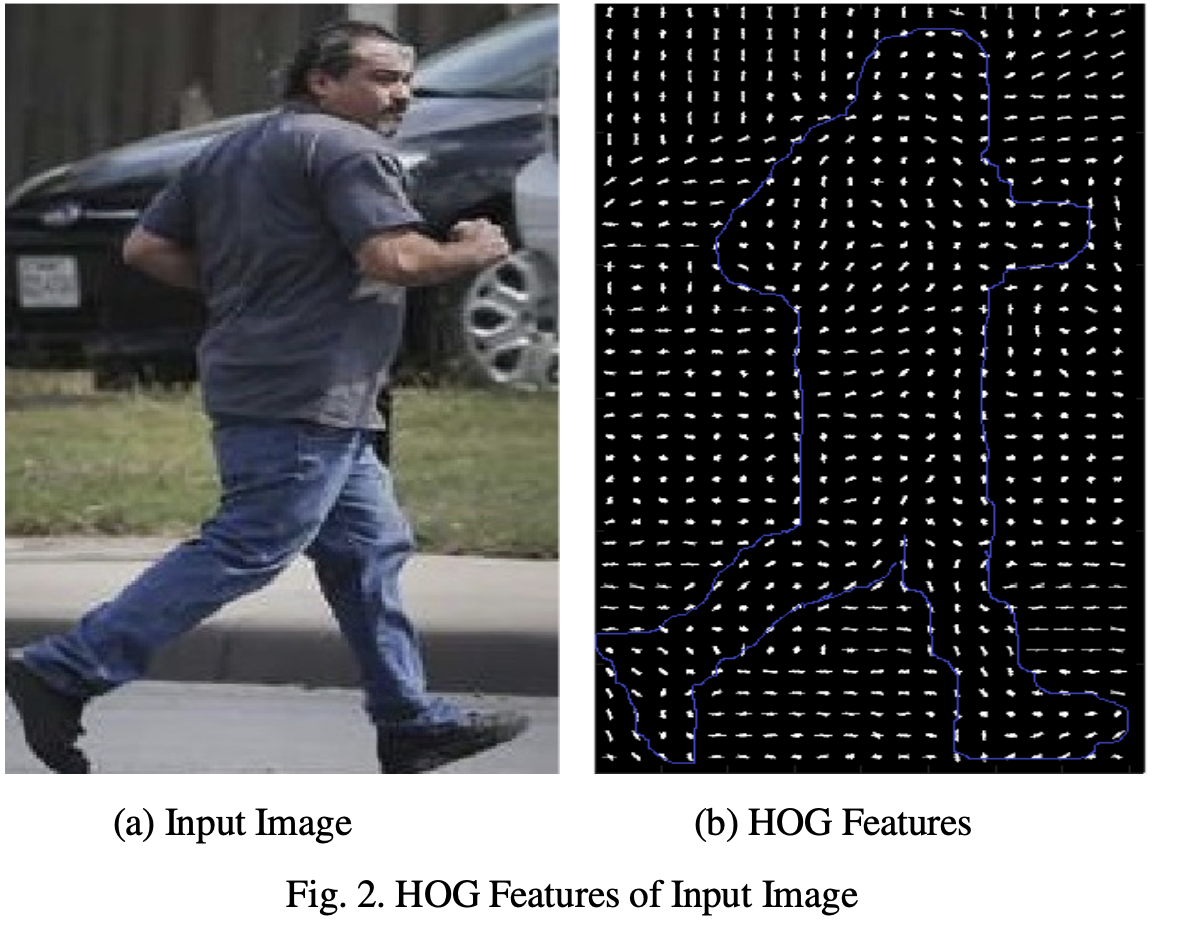 (a) Input Image
(b) HOG Features
Fig. 2. HOG Features of Input Image